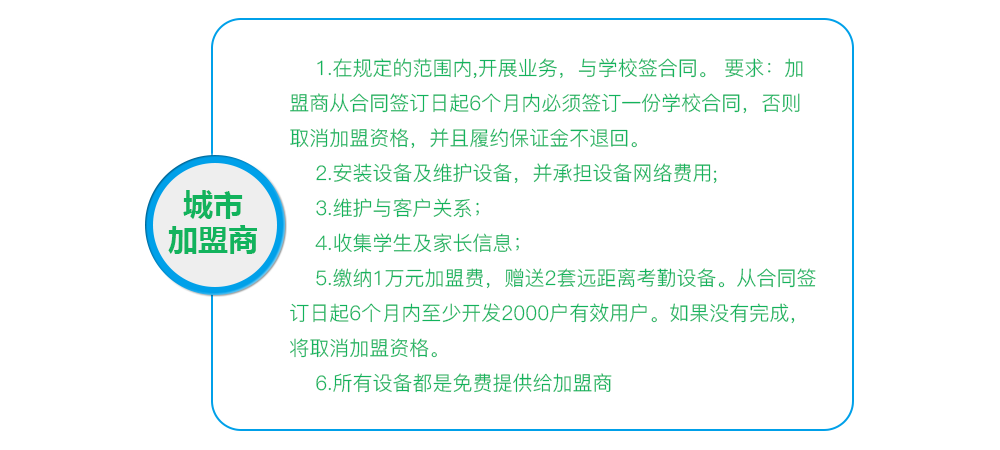 城市
加盟商
1.在规定的范围内,开展业务，与学校签合同。 要求：加
盟商从合同签订日起6个月内必须签订一份学校合同，否则
取消加盟资格，并且履约保证金不退回。
2.安装设备及维护设备，并承担设备网络费用;
3.维护与客户关系；
4.收集学生及家长信息；
5.缴纳1万元加盟费，赠送2套远距离考勤设备。从合同签
订日起6个月内至少开发2000户有效用户。如果没有完成，
将取消加盟资格。
6.所有设备都是免费提供给加盟商